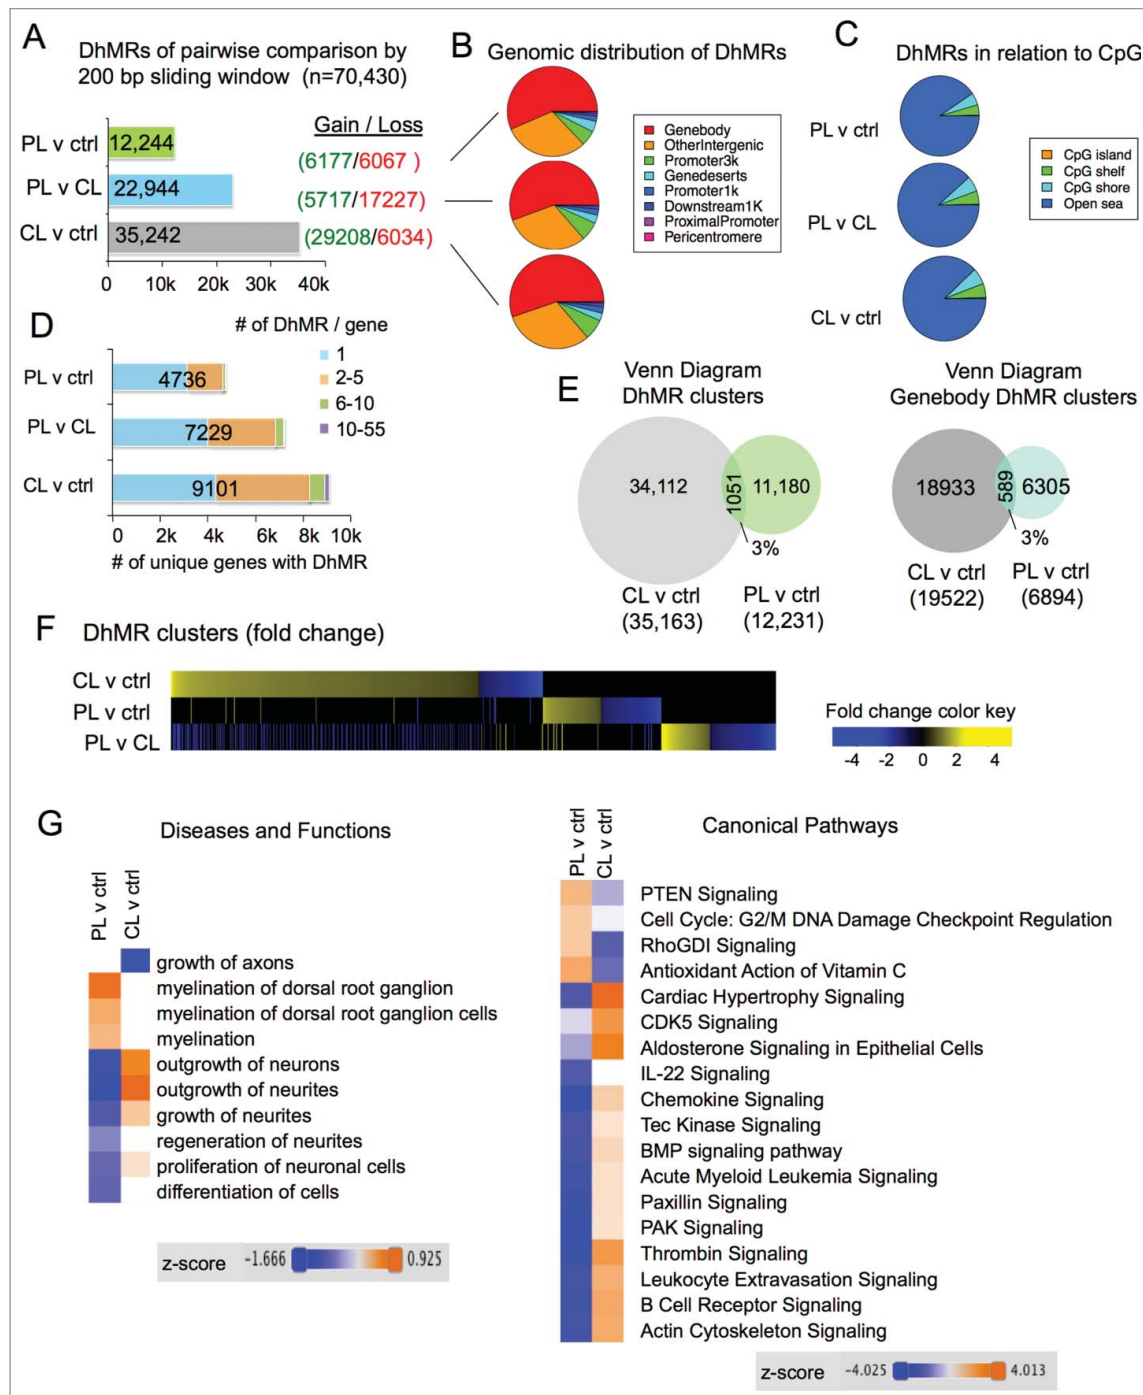 A
DhMRs of pairwise comparison by
200 bp sliding window (n=70,430)
Gain / Loss
PL v ctrl
12,244
(6177/6067 )
PL v CL
22,944
(5717/17227)
CL v ctrl
35,242
(29208/6034)
0 10k 20k 30k 40k
B
Genomic distribution of DhMRs
Genebody
OtherIntergenic
Promoter3k
Genedeserts
Promoter1k
Downstream1K
ProximalPromoter
Pericentromere
C
DhMRs in relation to CpG
PL v ctrl
PL v CL
CL v ctrl
CpG island
CpG shelf
CpG shore
Open sea
D
# of DhMR / gene
1
2-5
6-10
10-55
PL v ctrl
4736
PL v CL
7229
CL v ctrl
9101
0 2k 4k 6k 8k 10k
# of unique genes with DhMR
E
Venn Diagram
DhMR clusters
34,112
1051
11,180
3%
CL v ctrl
(35,163)
PL v ctrl
(12,231)
Venn Diagram
Genebody DhMR clusters
18933
589
6305
3%
CL v ctrl
(19522)
PL v ctrl
(6894)
F
DhMR clusters (fold change)
CL v ctrl
PL v ctrl
PL v CL
Fold change color key
-4 -2 0 2 4
G
Diseases and Functions
PL v ctrl
CL v ctrl
growth of axons
myelination of dorsal root ganglion
myelination of dorsal root ganglion cells
myelination
outgrowth of neurons
outgrowth of neurites
growth of neurites
regeneration of neurites
proliferation of neuronal cells
differentiation of cells
z-score -1.666 0.925
Canonical Pathways
PL v ctrl
CL v ctrl
PTEN Signaling
Cell Cycle: G2/M DNA Damage Checkpoint Regulation
RhoGDI Signaling
Antioxidant Action of Vitamin C
Cardiac Hypertrophy Signaling
CDK5 Signaling
Aldosterone Signaling in Epithelial Cells
IL-22 Signaling
Chemokine Signaling
Tec Kinase Signaling
BMP signaling pathway
Acute Myeloid Leukemia Signaling
Paxillin Signaling
PAK Signaling
Thrombin Signaling
Leukocyte Extravasation Signaling
B Cell Receptor Signaling
Actin Cytoskeleton Signaling
z-score -4.025 4.013